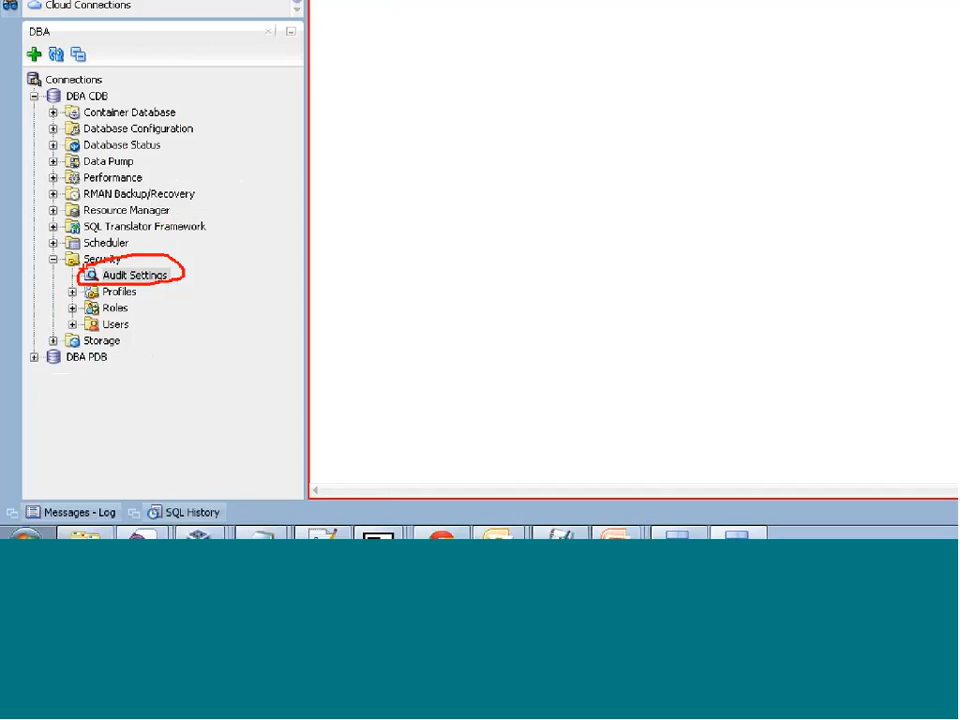 Cloud Connections
DBA
Connections
DBA CDB
Container Database
Database Configuration
Database Status
Data Pump
Performance
RMAN Backup/Recovery
Resource Manager
SQL Translator Framework
Scheduler
Security
Audit Settings
Profiles
Roles
Users
Storage
DBA PDB
Messages - Log
SQL History